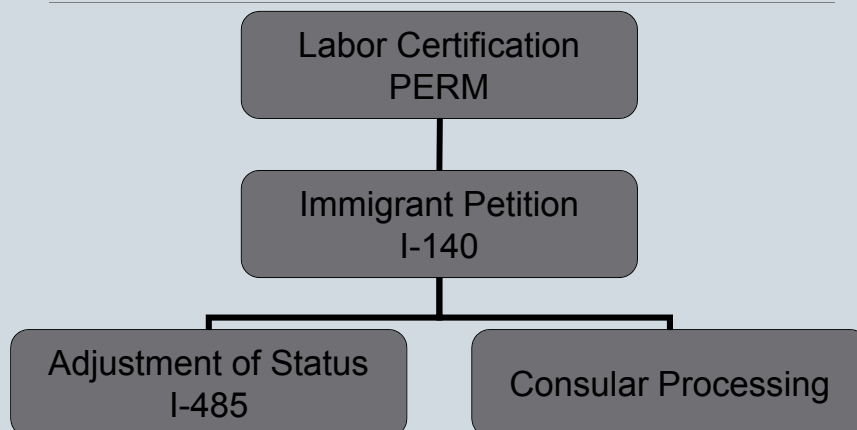 Labor Certification
PERM
Immigrant Petition
I-140
Adjustment of Status
I-485
Consular Processing